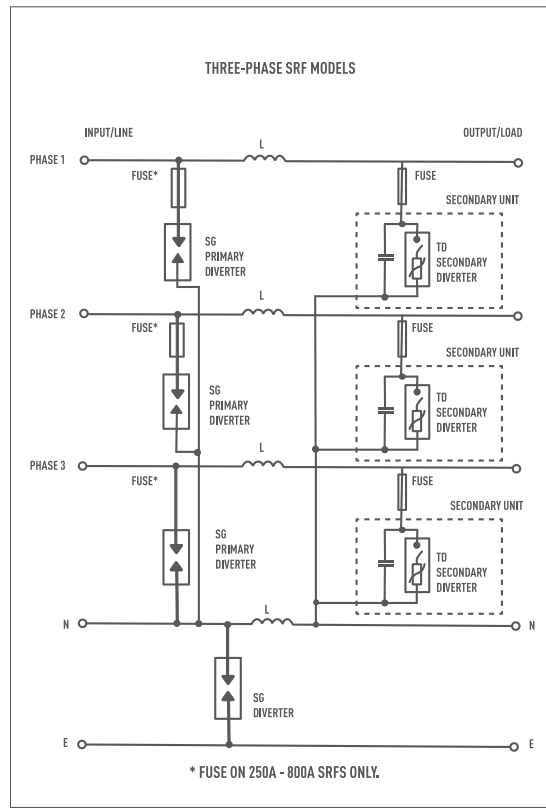 THREE-PHASE SRF MODELS
INPUT/LINE
OUTPUT/LOAD
L
PHASE 1
FUSE*
FUSE
SECONDARY UNIT
SG
PRIMARY
DIVERTER
TD
SECONDARY
DIVERTER
L
PHASE 2
FUSE*
FUSE
SECONDARY UNIT
SG
PRIMARY
DIVERTER
TD
SECONDARY
DIVERTER
L
PHASE 3
FUSE*
FUSE
SECONDARY UNIT
SG
PRIMARY
DIVERTER
TD
SECONDARY
DIVERTER
L
N
N
SG
DIVERTER
E
E
* FUSE ON 250A - 800A SRFS ONLY.